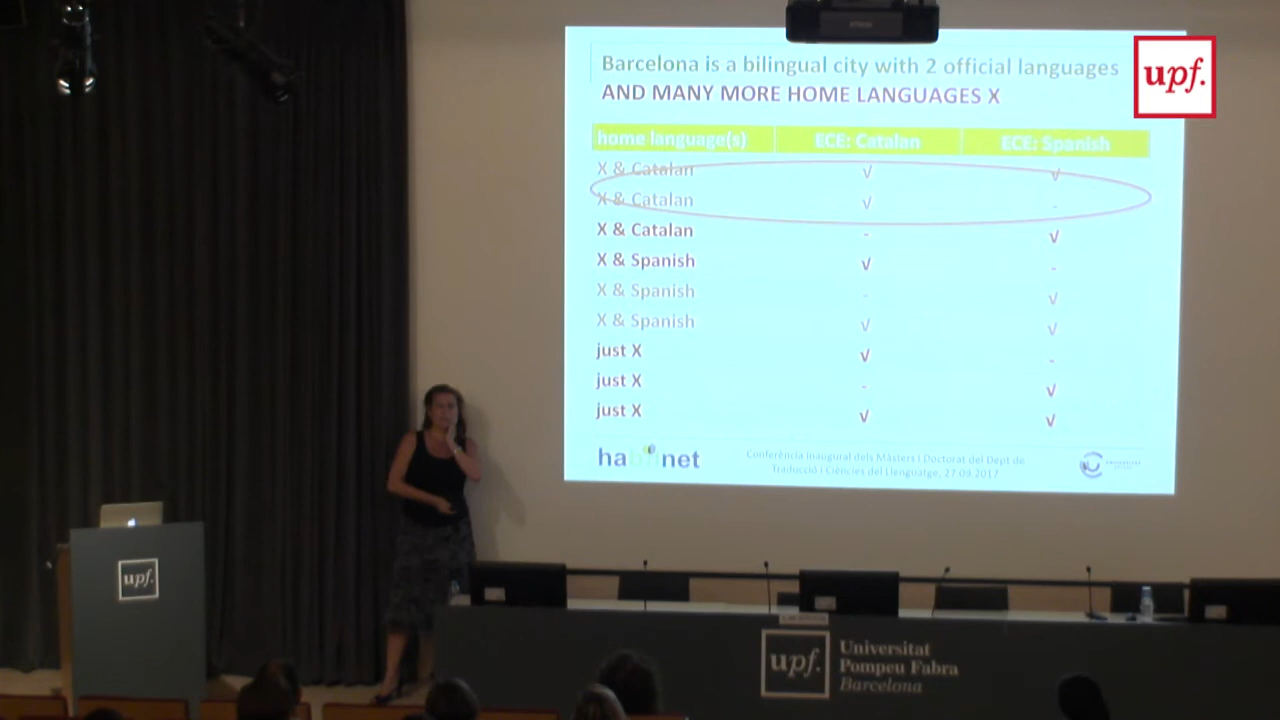 Barcelona is a bilingual city with 2 official languages
AND MANY MORE HOME LANGUAGES X
upf.
home language(s) ECE: Catalan ECE: Spanish
X & Catalan √ √
X & Catalan √ -
X & Catalan - √
X & Spanish √ -
X & Spanish - √
X & Spanish √ √
just X √ -
just X - √
just X √ √
habilnet
Conferència inaugural dels Màsters i Doctorat del Dept de
Traducció i Ciències del Llenguatge, 27.09.2017
upf.
upf.
Universitat
Pompeu Fabra
Barcelona